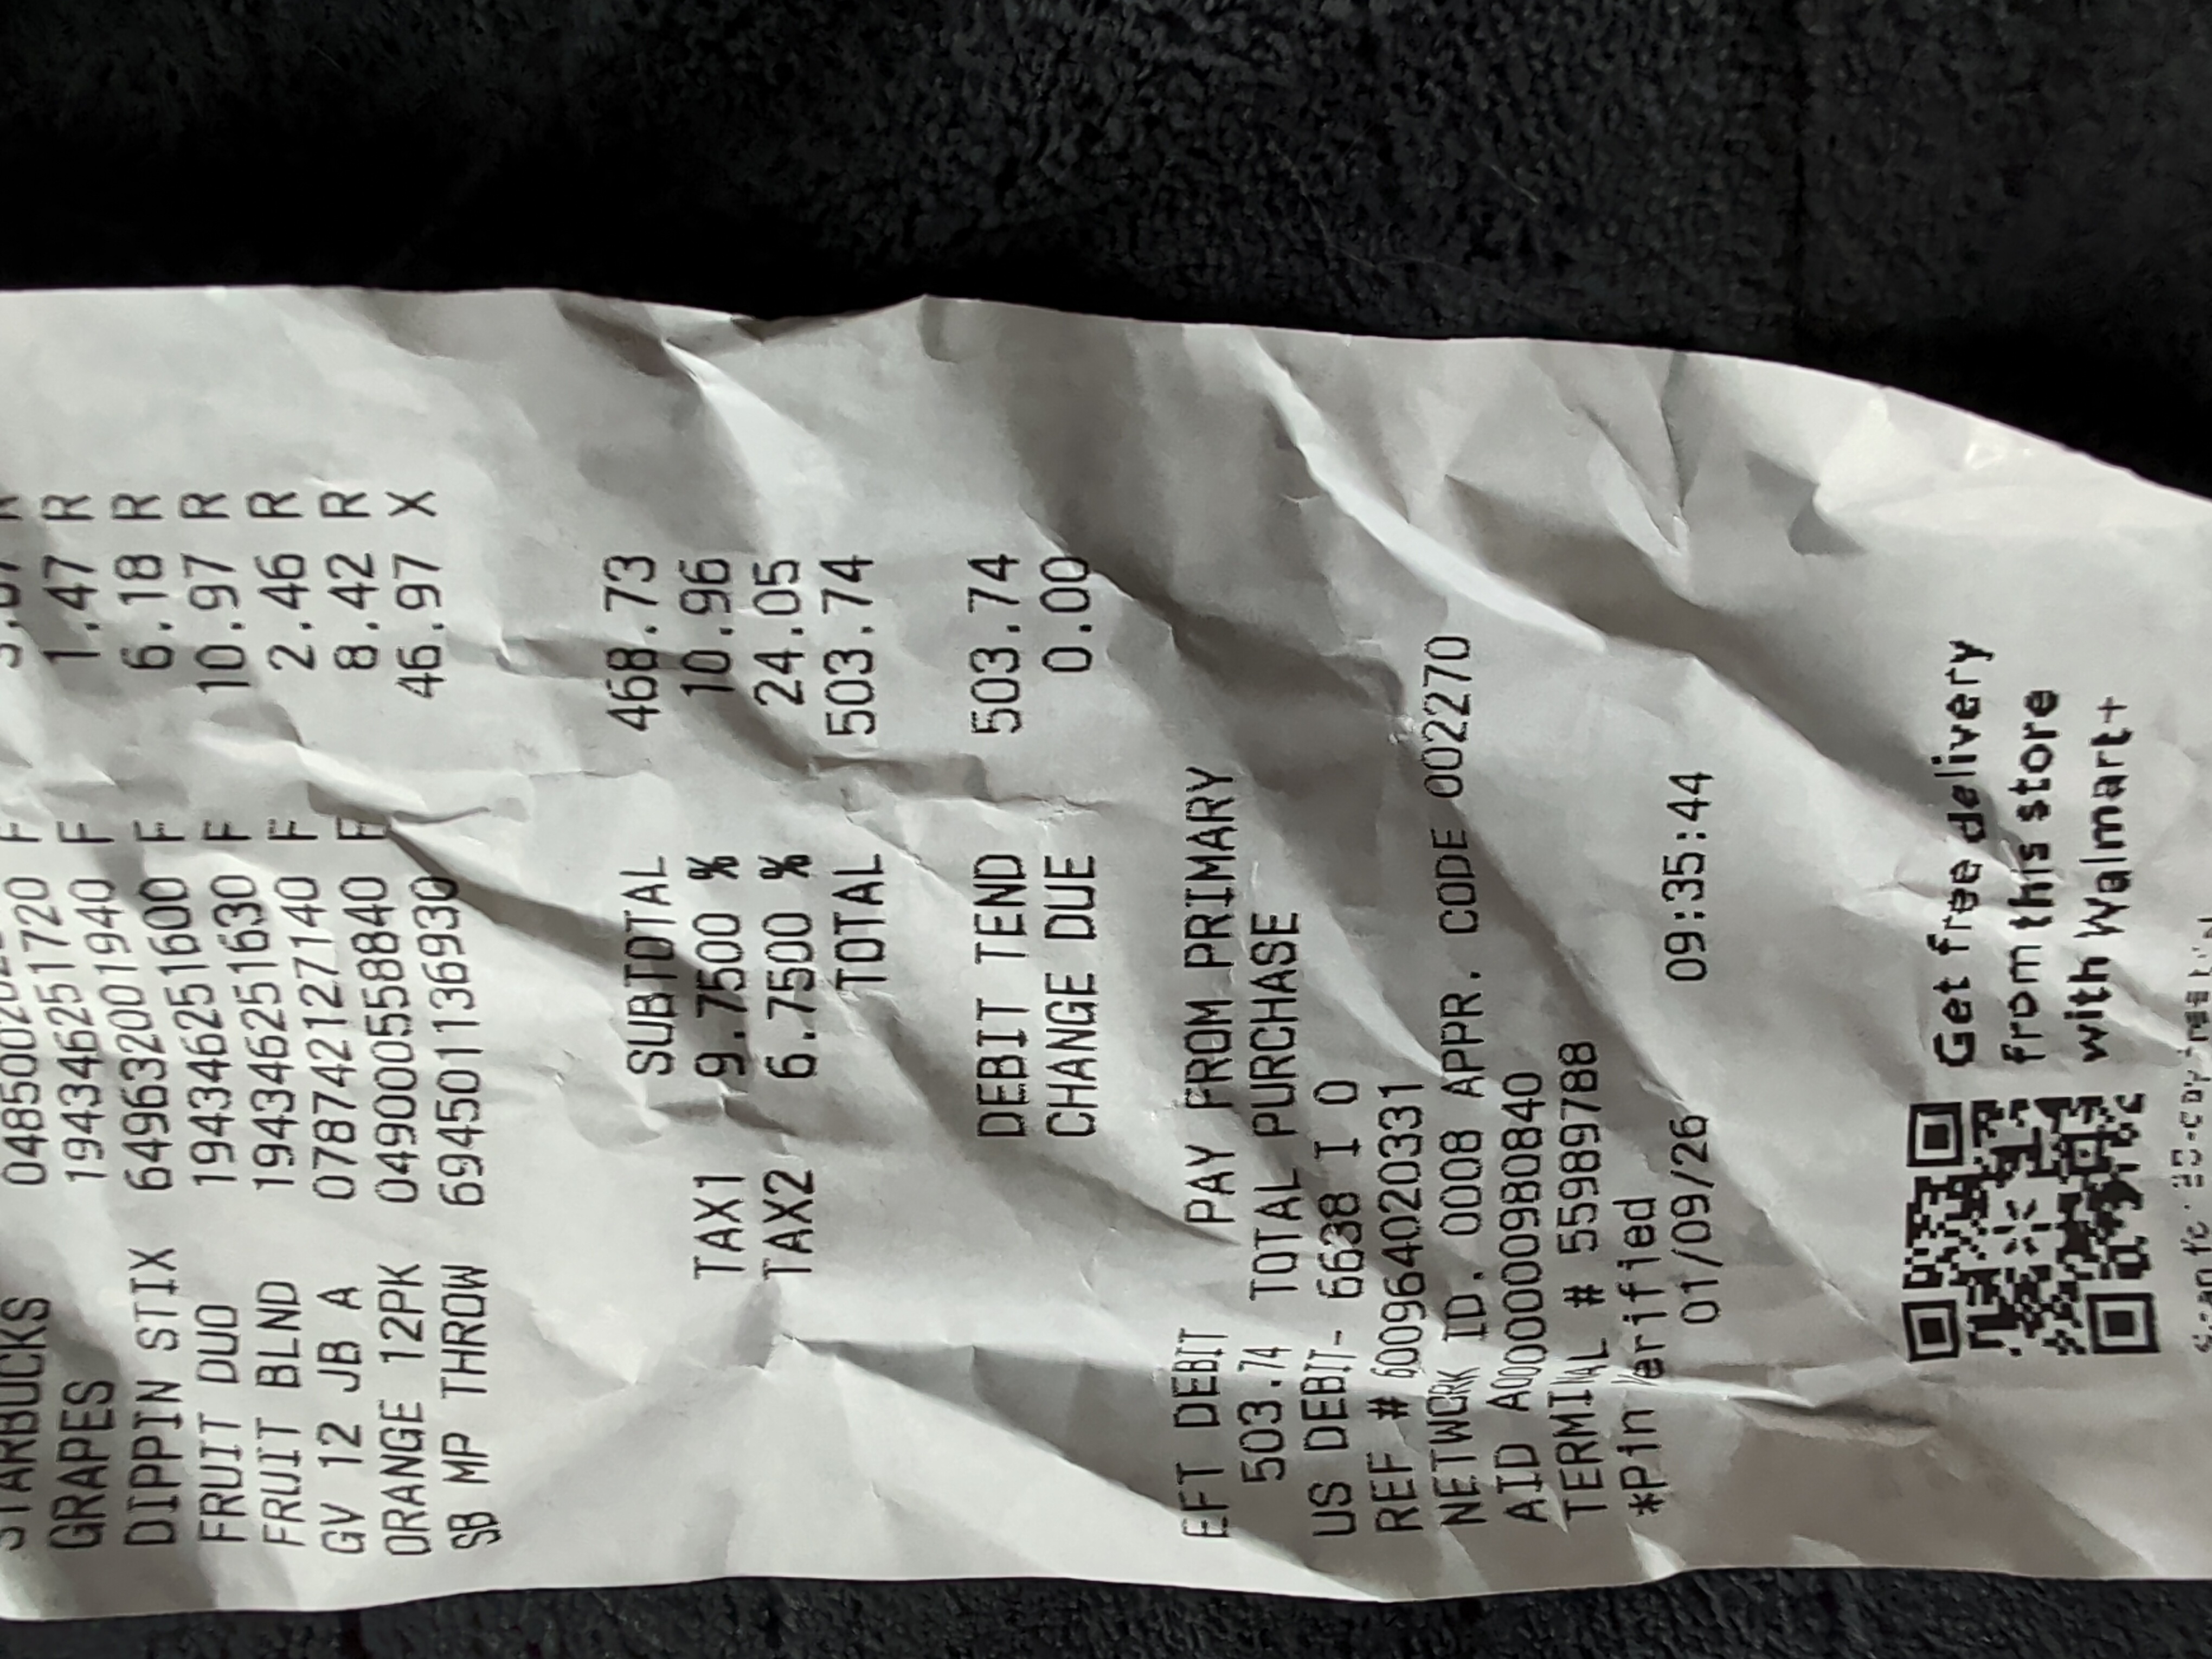 STARBUCKS
GRAPES 194346251720 F
DIPPIN STIX 649632001940 F 1.47 R
FRUIT DUO 194346251600 F 6.18 R
FRUIT BLND 194346251630 F 10.97 R
GV 12 JB A 078742127140 F 2.46 R
ORANGE 12PK 049000558840 F 8.42 R
SB MP THROW 694501136930 46.97 X
SUBTOTAL 468.73
TAX1 9.7500 % 10.96
TAX2 6.7500 % 24.05
TOTAL 503.74
DEBIT TEND 503.74
CHANGE DUE 0.00
EFT DEBIT PAY FROM PRIMARY
503.74 TOTAL PURCHASE
US DEBIT- 6638 I 0
REF # 600964020331
NETWORK ID. 0008 APPR. CODE 002270
AID A0000000980840
TERMINAL # 55989788
*Pin Verified
01/09/26 09:35:44
Get free delivery
from this store
with Walmart+